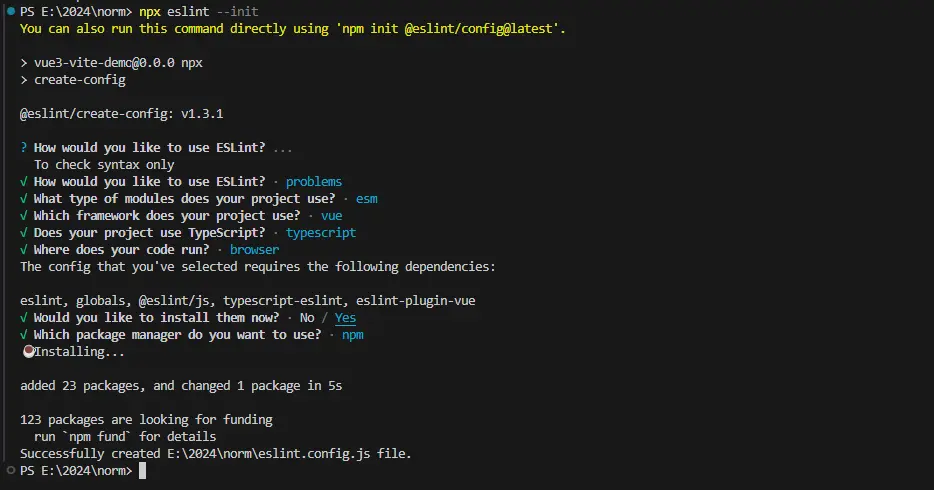 PS E:\2024\norm> npx eslint --init
You can also run this command directly using 'npm init @eslint/config@latest'.
> vue3-vite-demo@0.0.0 npx
> create-config
@eslint/create-config: v1.3.1
? How would you like to use ESLint? ...
To check syntax only
√ How would you like to use ESLint? · problems
√ What type of modules does your project use? · esm
√ Which framework does your project use? · vue
√ Does your project use TypeScript? · typescript
√ Where does your code run? · browser
The config that you've selected requires the following dependencies:
eslint, globals, @eslint/js, typescript-eslint, eslint-plugin-vue
√ Would you like to install them now? · No / Yes
√ Which package manager do you want to use? · npm
☕Installing...
added 23 packages, and changed 1 package in 5s
123 packages are looking for funding
run `npm fund` for details
Successfully created E:\2024\norm\eslint.config.js file.
PS E:\2024\norm>